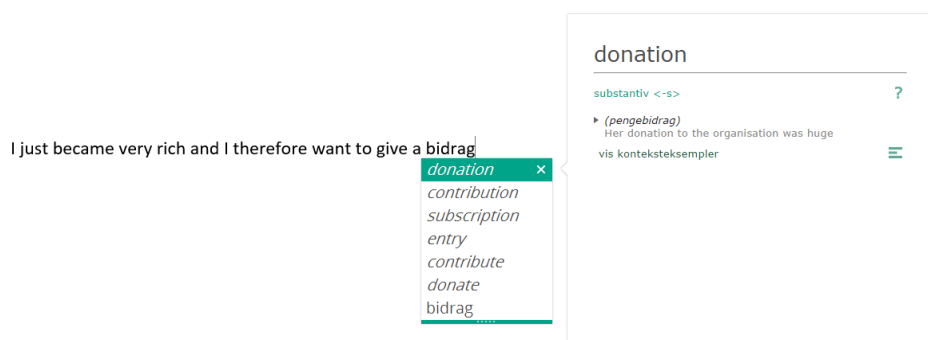 I just became very rich and I therefore want to give a bidrag
donation ×
contribution
subscription
entry
contribute
donate
bidrag
donation
substantiv <-s> ?
(pengebidrag)
Her donation to the organisation was huge
vis konteksteksempler